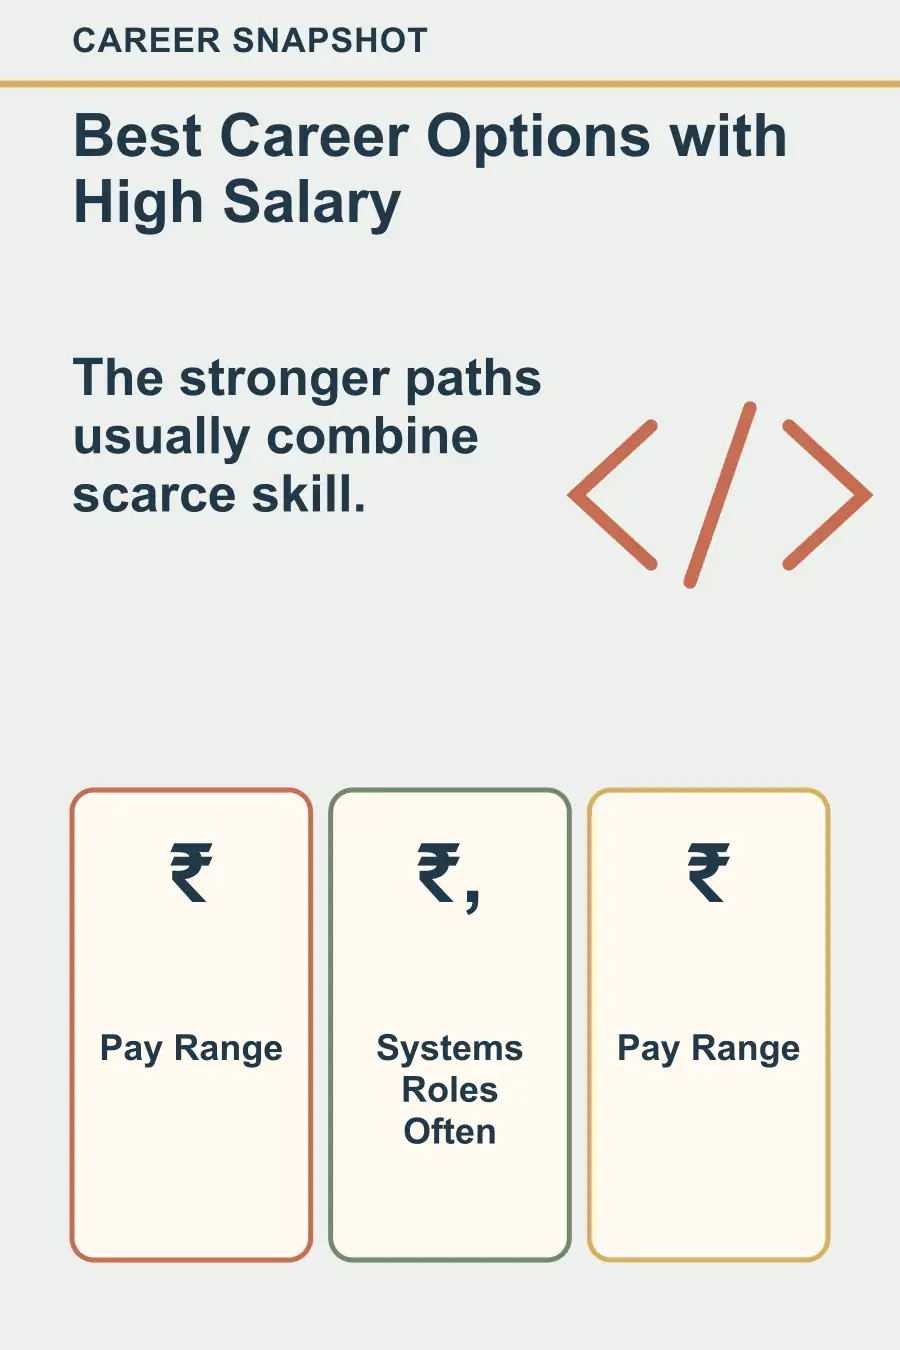 CAREER SNAPSHOT
Best Career Options with
High Salary
The stronger paths
usually combine
scarce skill.
</>
₹
Pay Range
₹,
Systems
Roles
Often
₹
Pay Range